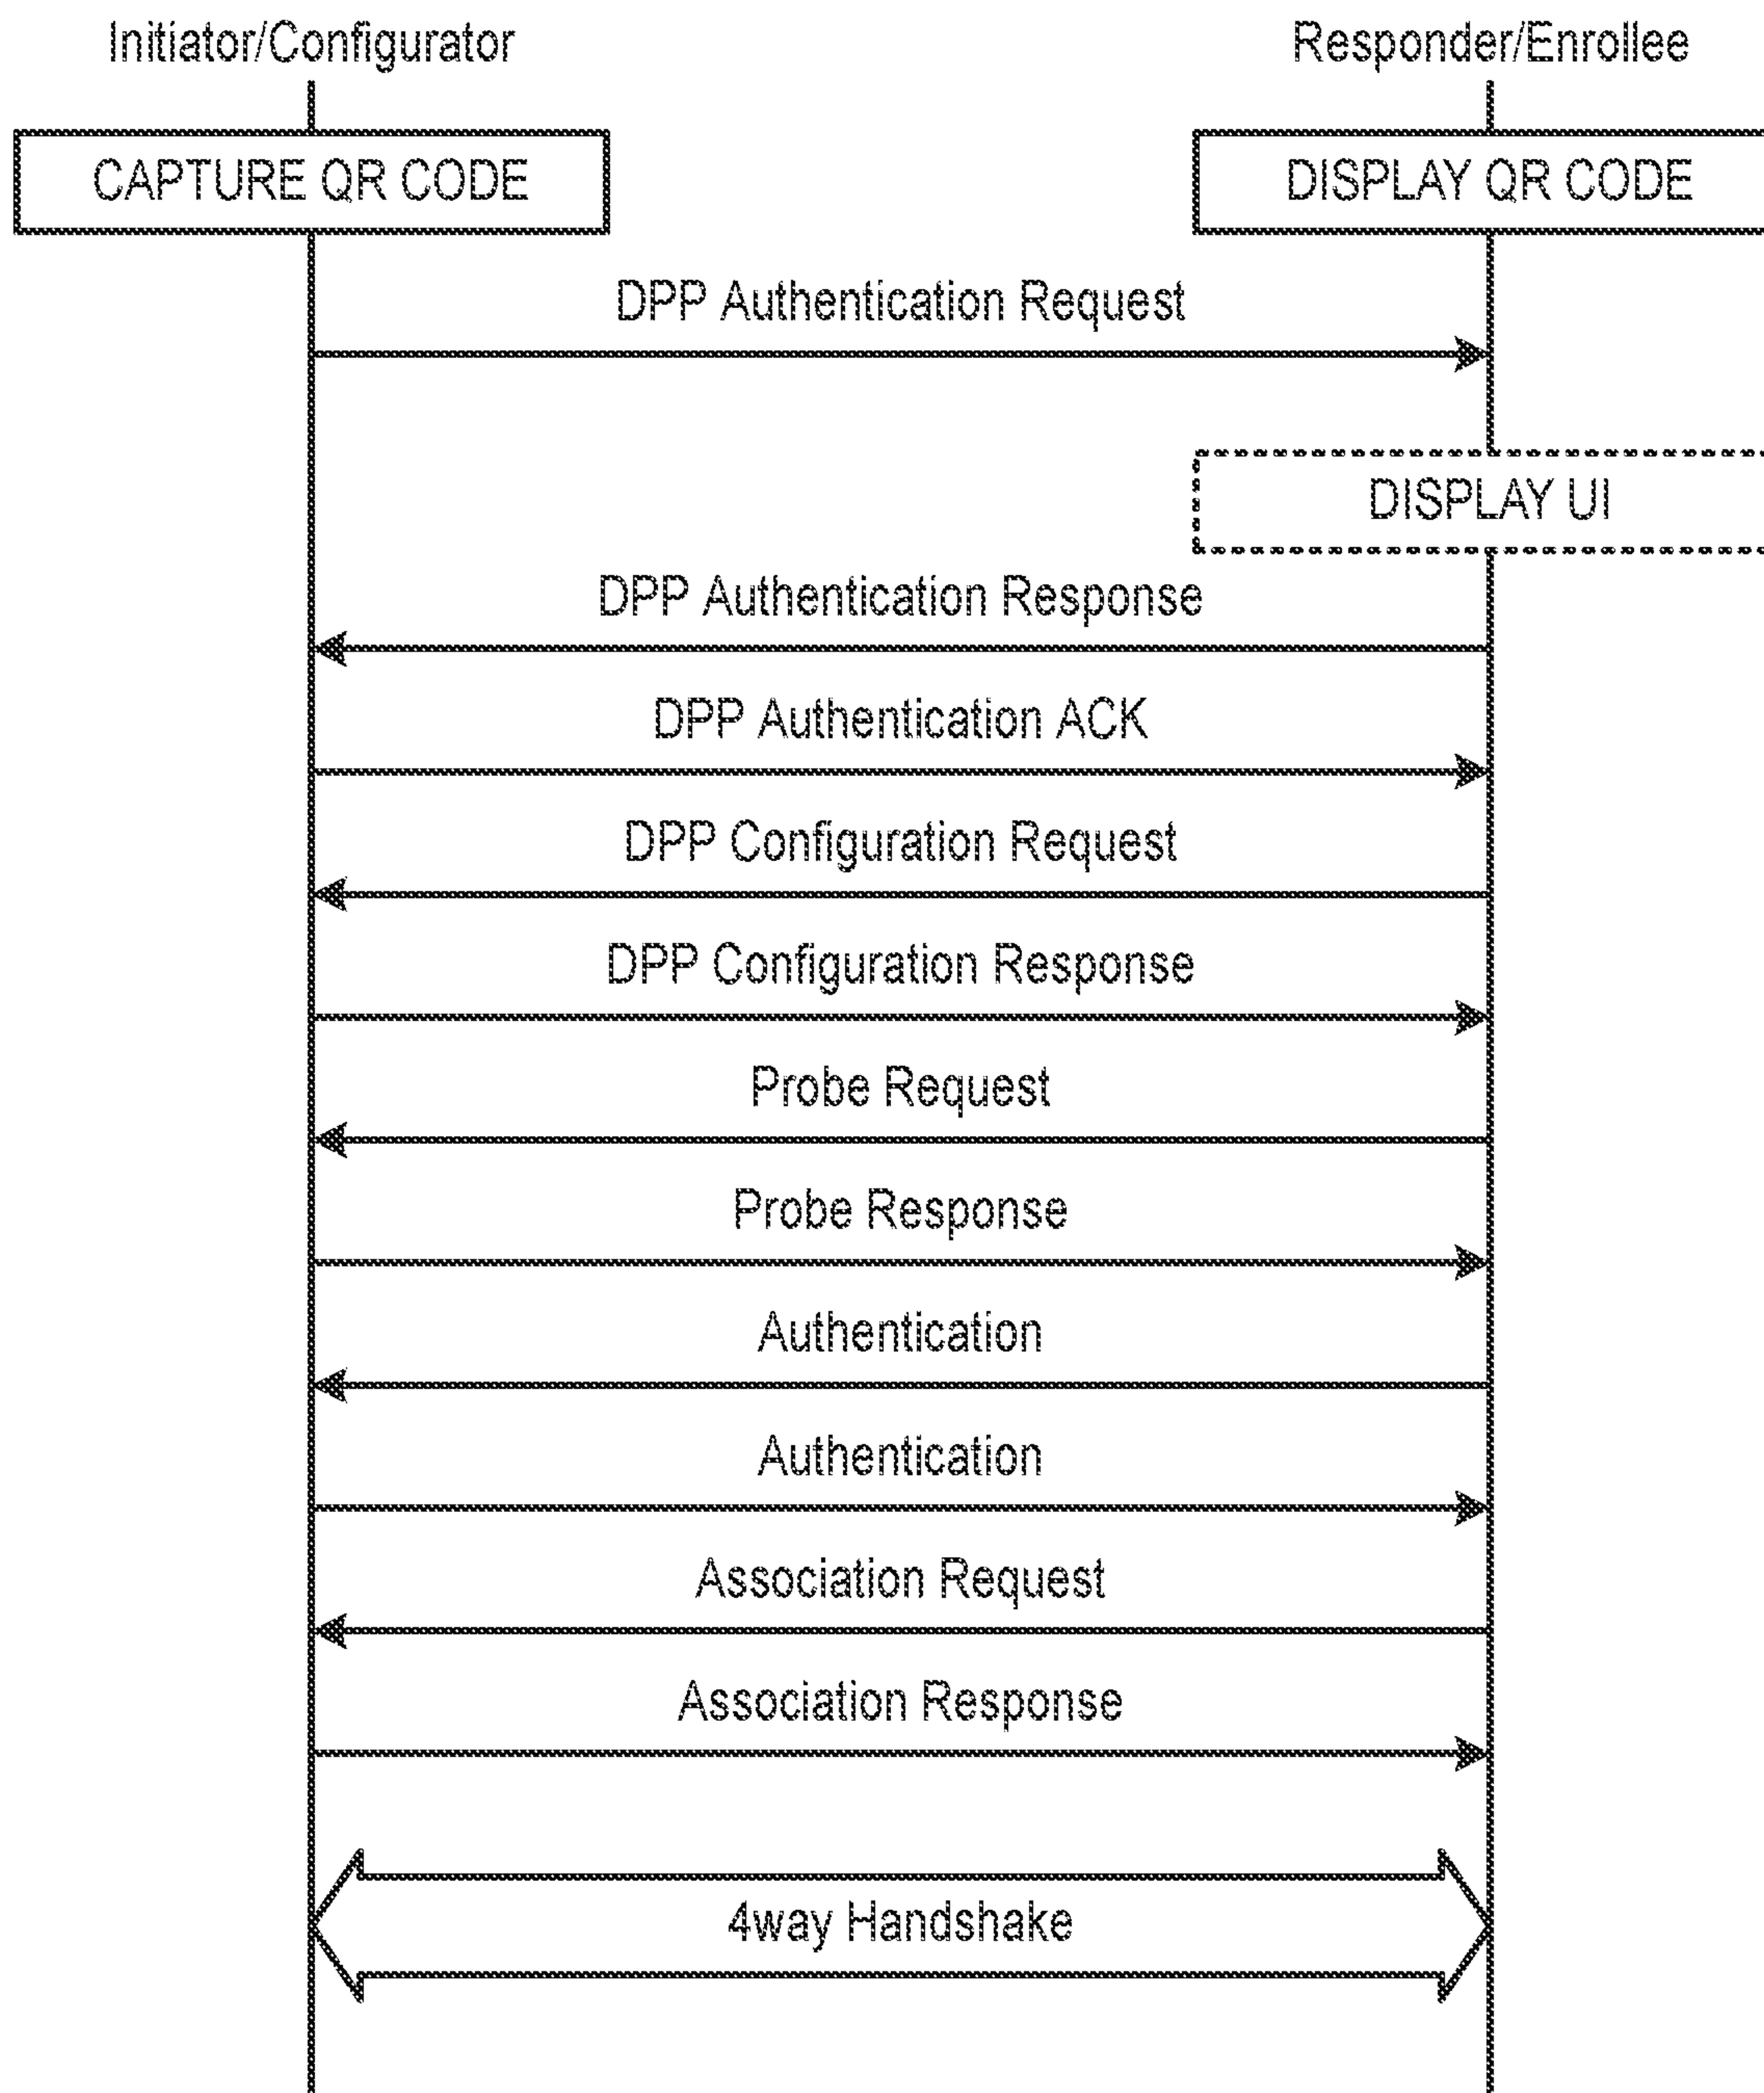 Initiator/Configurator
Responder/Enrollee
CAPTURE QR CODE
DISPLAY QR CODE
DPP Authentication Request
DISPLAY UI
DPP Authentication Response
DPP Authentication ACK
DPP Configuration Request
DPP Configuration Response
Probe Request
Probe Response
Authentication
Authentication
Association Request
Association Response
4way Handshake